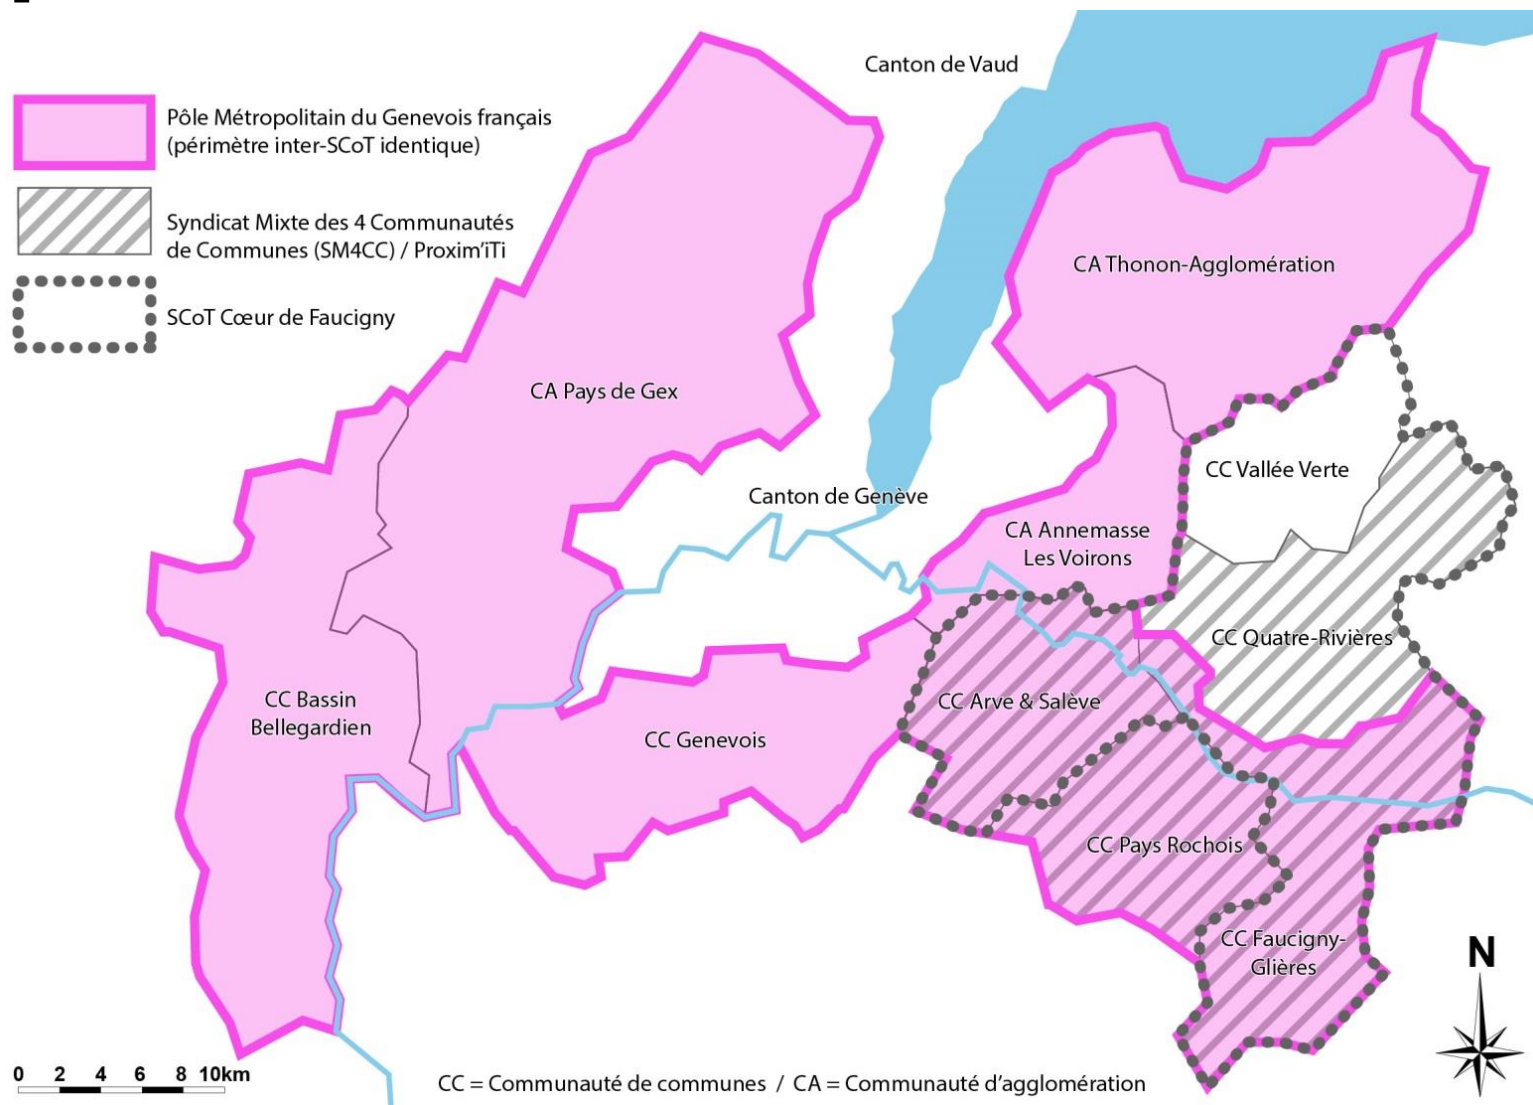 Canton de Vaud
Pôle Métropolitain du Genevois français
(périmètre inter-SCoT identique)
Syndicat Mixte des 4 Communautés
de Communes (SM4CC) / Proxim'iTi
SCoT Cœur de Faucigny
CA Thonon-Agglomération
CA Pays de Gex
CC Vallée Verte
Canton de Genève
CA Annemasse
Les Voirons
CC Quatre-Rivières
CC Bassin
Bellegardien
CC Arve & Salève
CC Genevois
CC Pays Rochois
CC Faucigny-
Glières
N
0 2 4 6 8 10km
CC = Communauté de communes / CA = Communauté d'agglomération